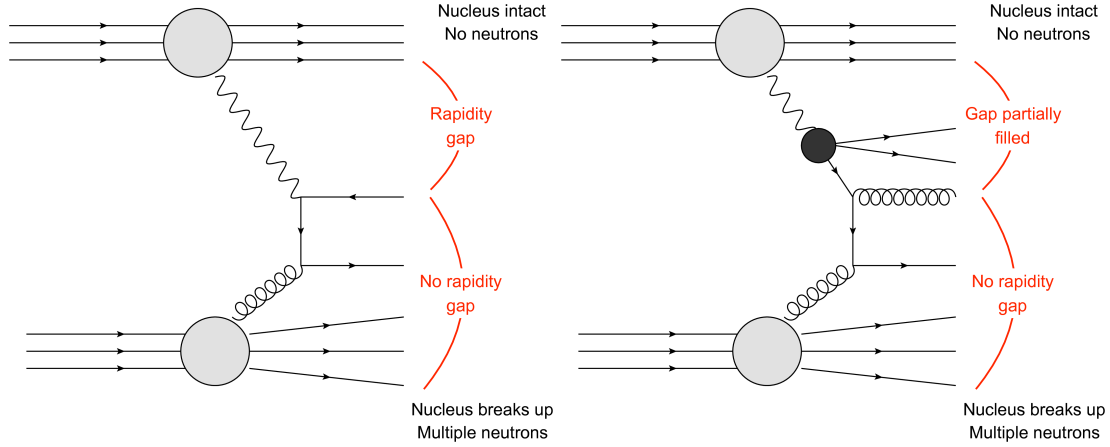 Nucleus intact
No neutrons
Rapidity
gap
No rapidity
gap
Nucleus breaks up
Multiple neutrons
Nucleus intact
No neutrons
Gap partially
filled
No rapidity
gap
Nucleus breaks up
Multiple neutrons